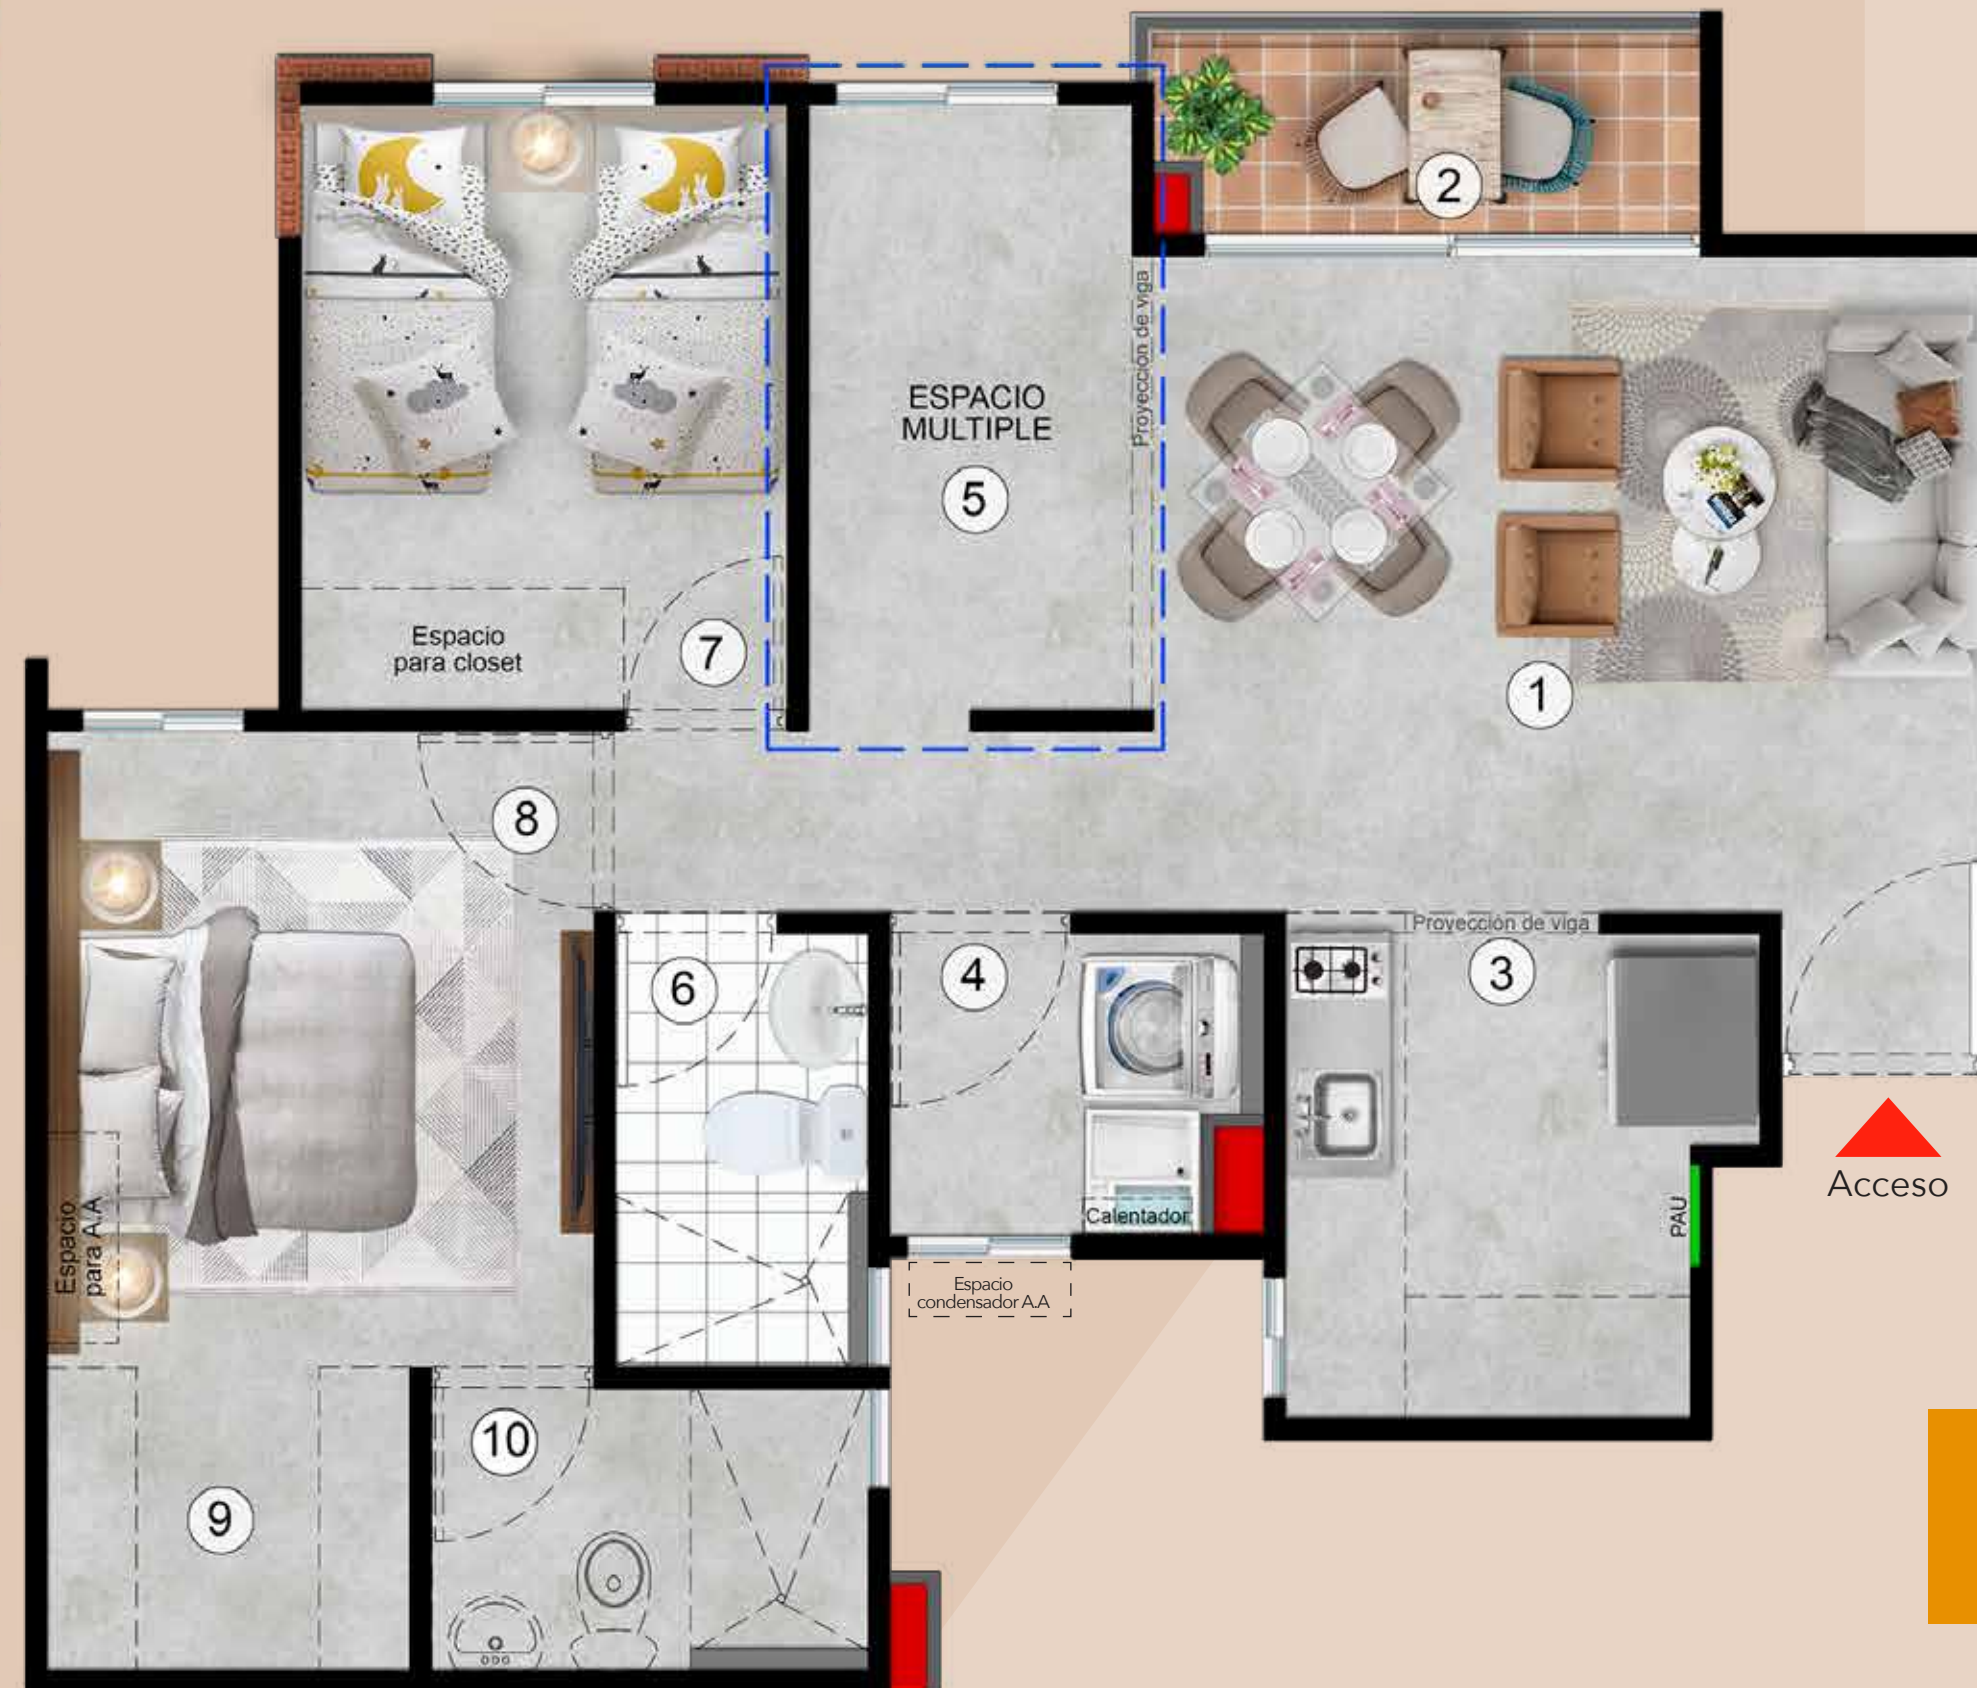 2
Proyección de viga
ESPACIO
MULTIPLE
5
Espacio
para closet
7
1
8
Proyección de viga
3
4
6
Acceso
PAU
Calentador
Espacio
para A.A
Espacio
condensador A.A
10
9